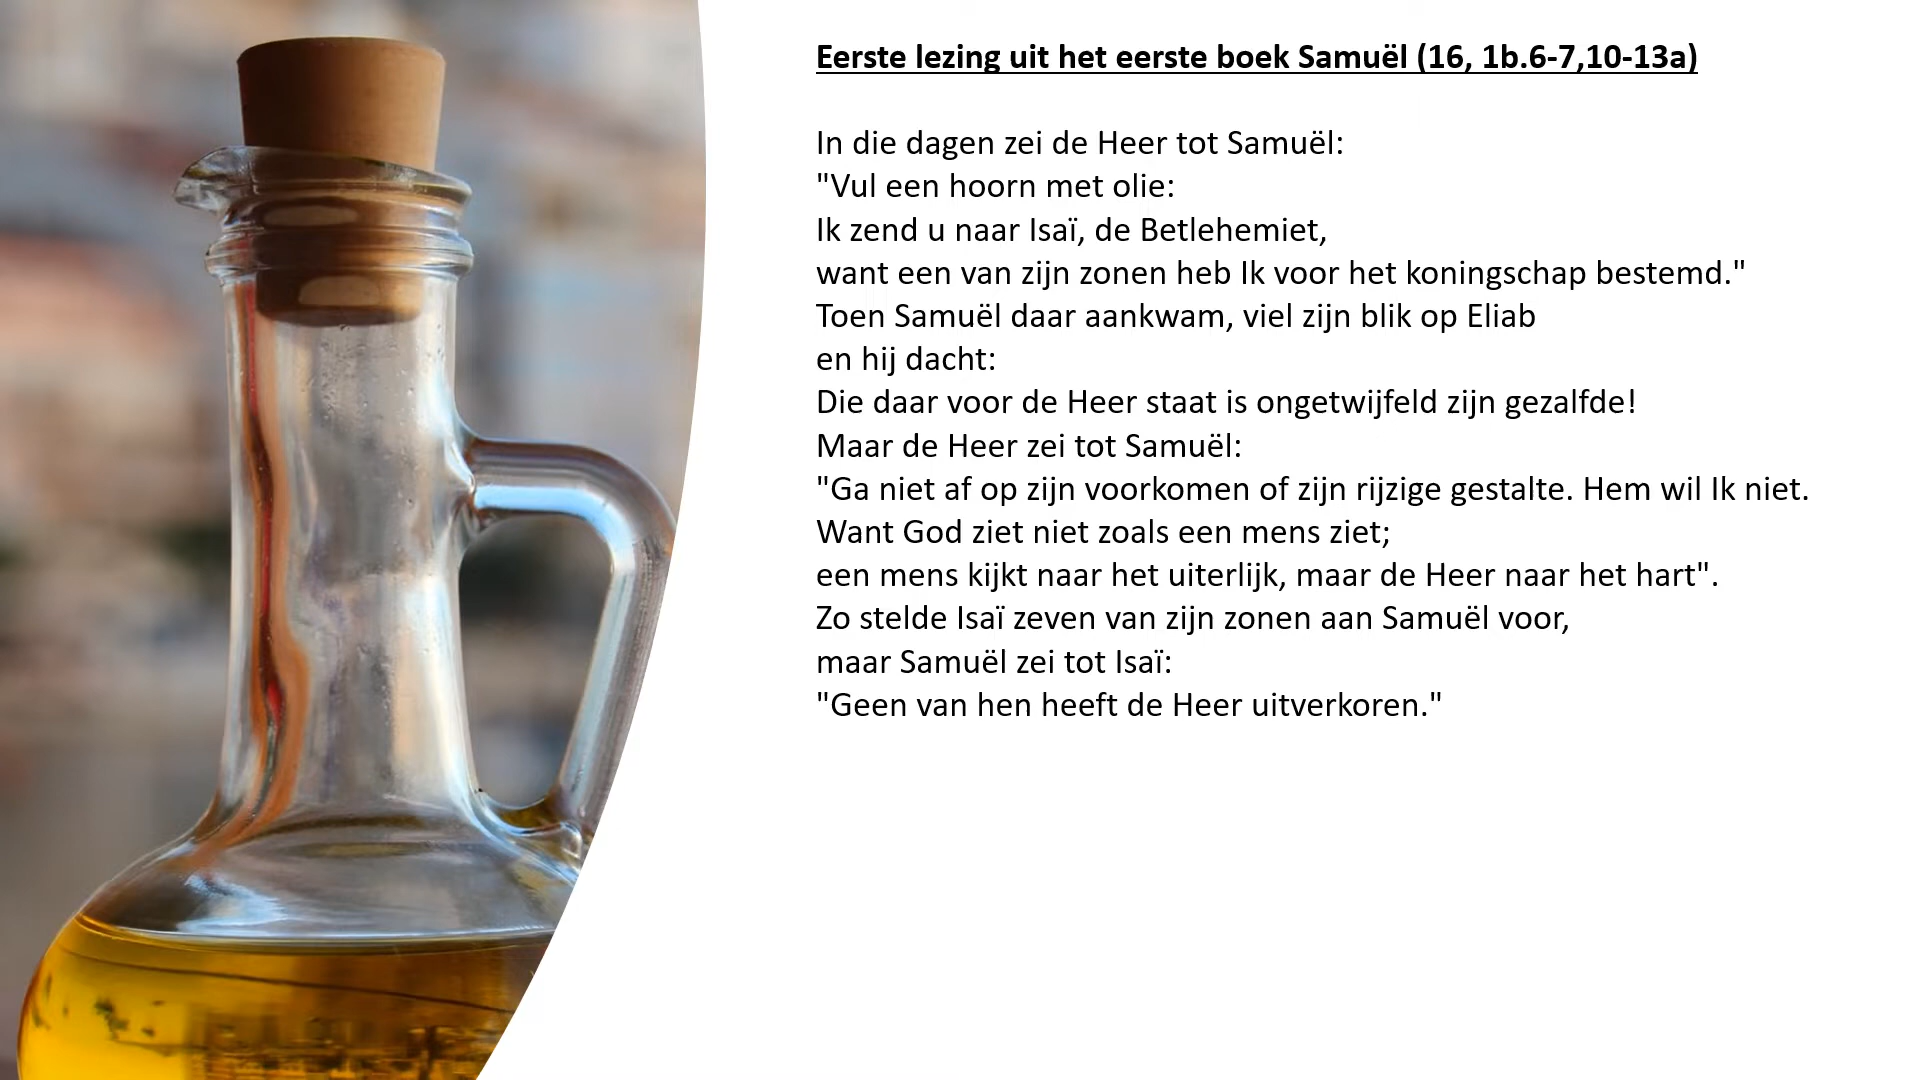 Eerste lezing uit het eerste boek Samuël (16, 1b.6-7,10-13a)
In die dagen zei de Heer tot Samuël:
"Vul een hoorn met olie:
Ik zend u naar Isaï, de Betlehemiet,
want een van zijn zonen heb Ik voor het koningschap bestemd."
Toen Samuël daar aankwam, viel zijn blik op Eliab
en hij dacht:
Die daar voor de Heer staat is ongetwijfeld zijn gezalfde!
Maar de Heer zei tot Samuël:
"Ga niet af op zijn voorkomen of zijn rijzige gestalte. Hem wil Ik niet.
Want God ziet niet zoals een mens ziet;
een mens kijkt naar het uiterlijk, maar de Heer naar het hart".
Zo stelde Isaï zeven van zijn zonen aan Samuël voor,
maar Samuël zei tot Isaï:
"Geen van hen heeft de Heer uitverkoren."